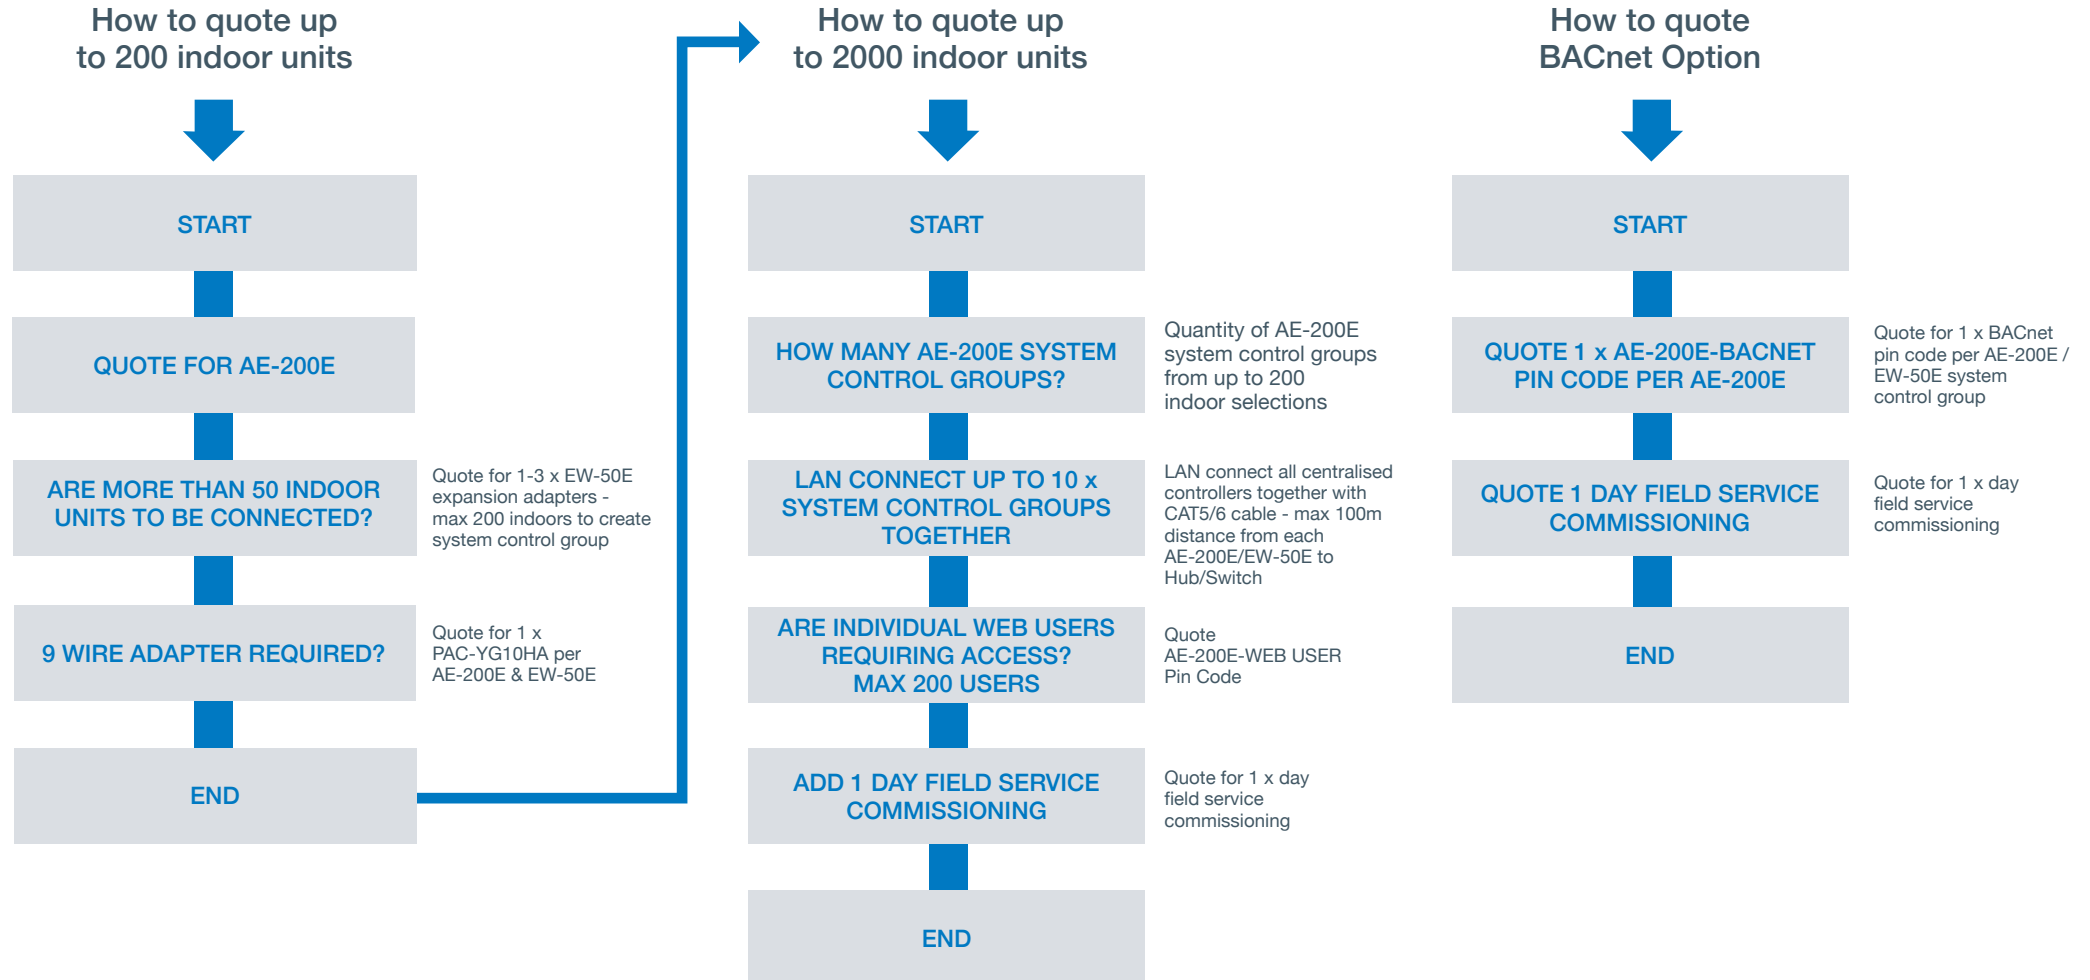 How to quote up
to 200 indoor units
START
QUOTE FOR AE-200E
ARE MORE THAN 50 INDOOR
UNITS TO BE CONNECTED?
Quote for 1-3 x EW-50E
expansion adapters -
max 200 indoors to create
system control group
9 WIRE ADAPTER REQUIRED?
Quote for 1 x
PAC-YG10HA per
AE-200E & EW-50E
END
How to quote up
to 2000 indoor units
START
HOW MANY AE-200E SYSTEM
CONTROL GROUPS?
Quantity of AE-200E
system control groups
from up to 200
indoor selections
LAN CONNECT UP TO 10 x
SYSTEM CONTROL GROUPS
TOGETHER
LAN connect all centralised
controllers together with
CAT5/6 cable - max 100m
distance from each
AE-200E/EW-50E to
Hub/Switch
ARE INDIVIDUAL WEB USERS
REQUIRING ACCESS?
MAX 200 USERS
Quote
AE-200E-WEB USER
Pin Code
ADD 1 DAY FIELD SERVICE
COMMISSIONING
Quote for 1 x day
field service
commissioning
END
How to quote
BACnet Option
START
QUOTE 1 x AE-200E-BACNET
PIN CODE PER AE-200E
Quote for 1 x BACnet
pin code per AE-200E /
EW-50E system
control group
QUOTE 1 DAY FIELD SERVICE
COMMISSIONING
Quote for 1 x day
field service
commissioning
END